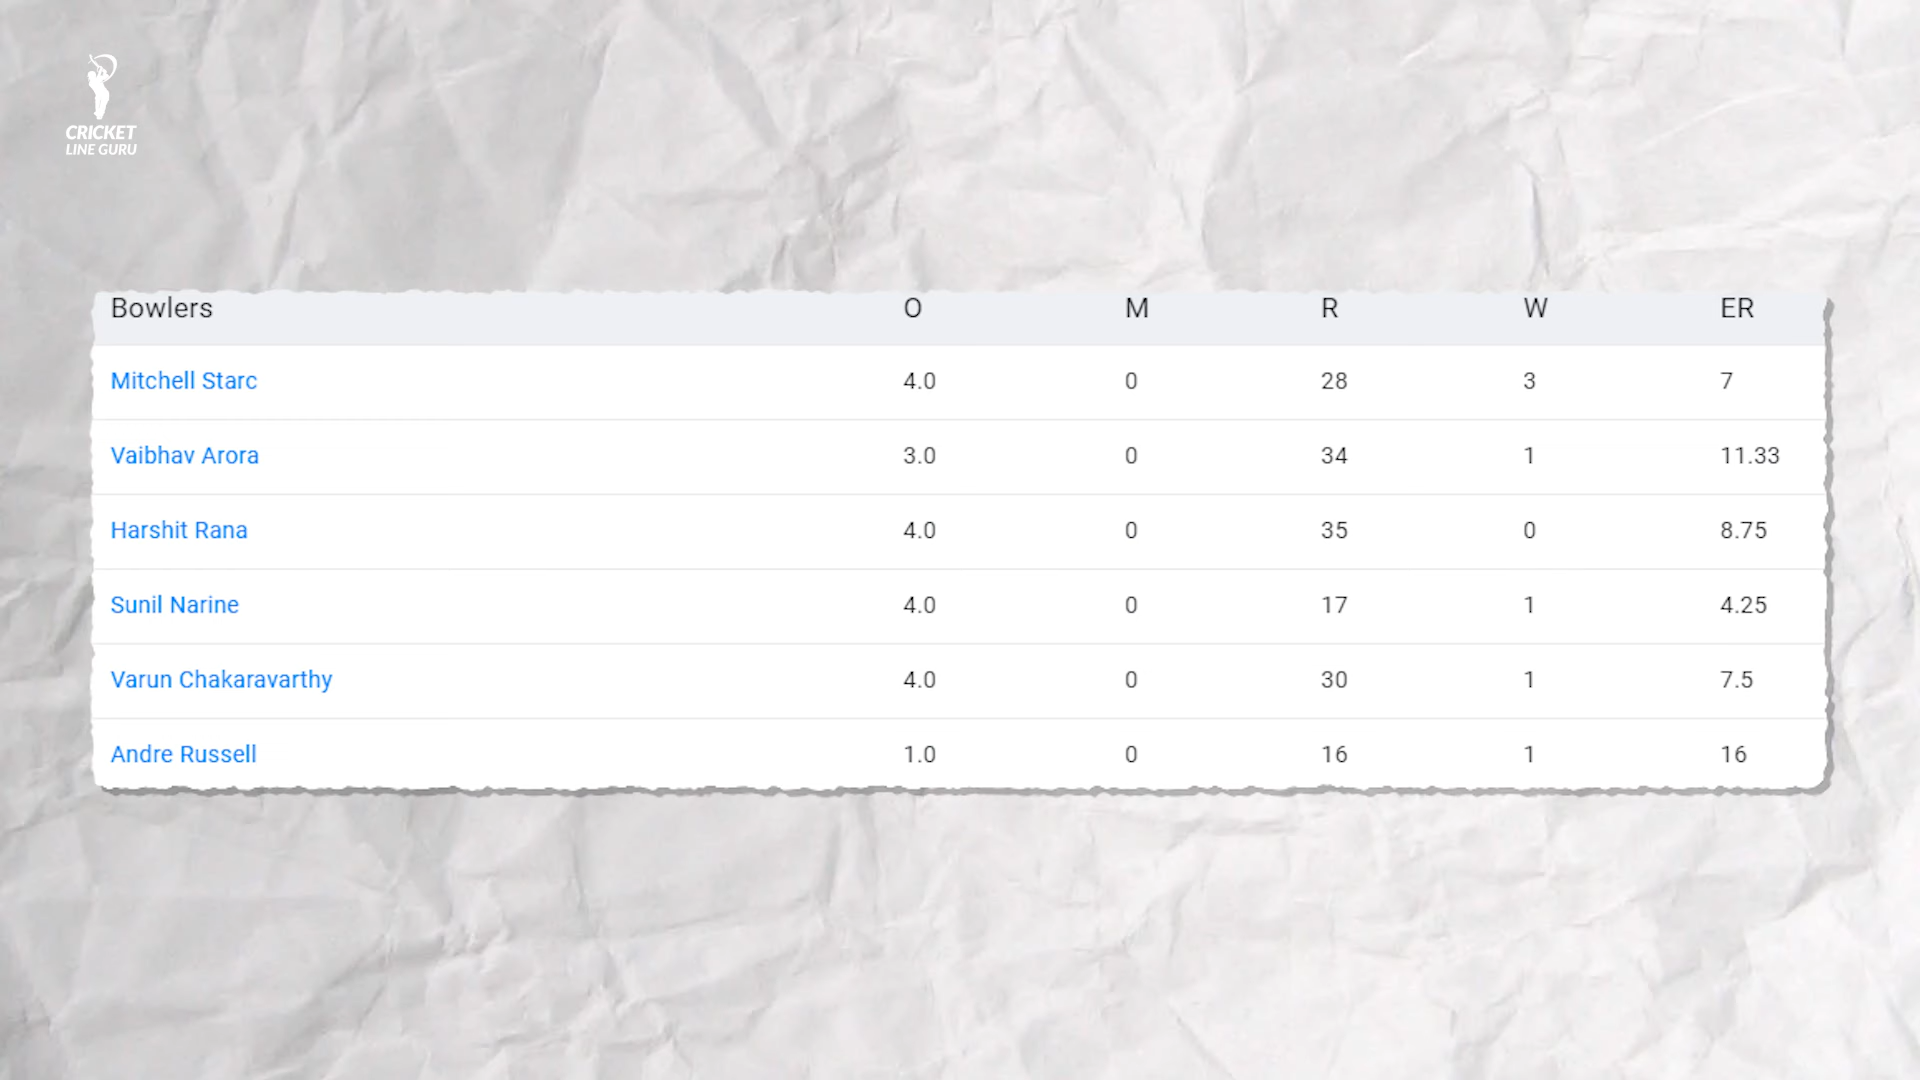 CRICKET
LINE GURU
Bowlers O M R W ER
Mitchell Starc 4.0 0 28 3 7
Vaibhav Arora 3.0 0 34 1 11.33
Harshit Rana 4.0 0 35 0 8.75
Sunil Narine 4.0 0 17 1 4.25
Varun Chakaravarthy 4.0 0 30 1 7.5
Andre Russell 1.0 0 16 1 16